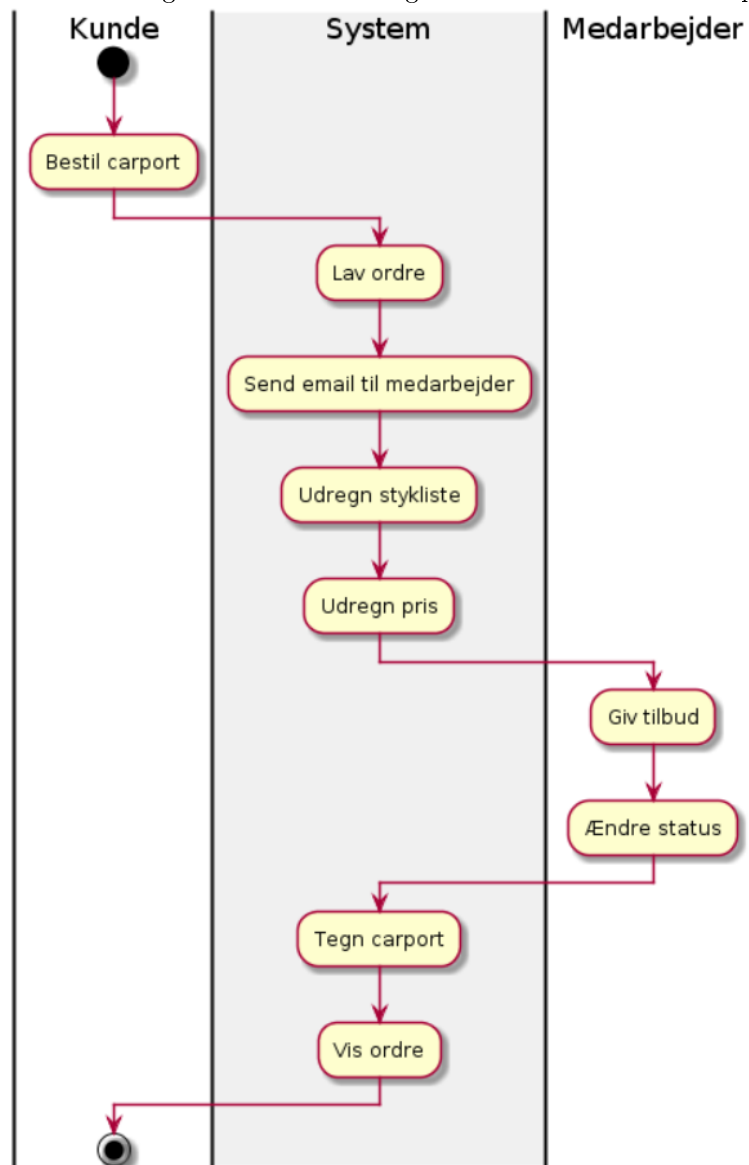 Kunde
System
Medarbejder
Bestil carport
Lav ordre
Send email til medarbejder
Udregn stykliste
Udregn pris
Giv tilbud
Ændre status
Tegn carport
Vis ordre